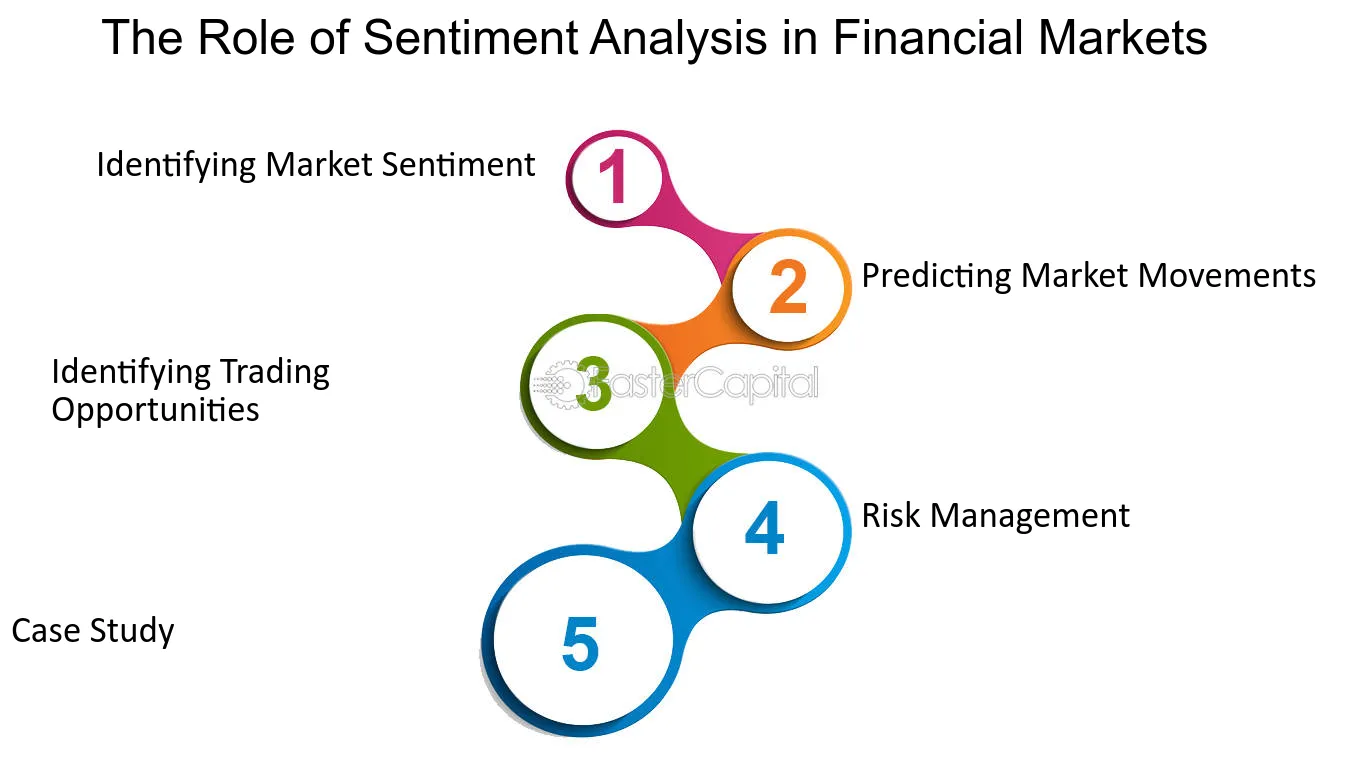 The Role of Sentiment Analysis in Financial Markets
1
Identifying Market Sentiment
2
Predicting Market Movements
3
Identifying Trading
Opportunities
FasterCapital
4
Risk Management
5
Case Study